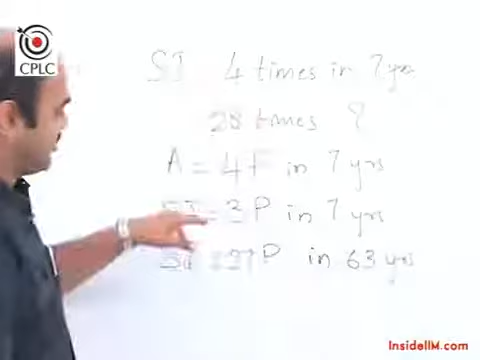 CPLC
SI 4 times in 7 yrs
28 times ?
A = 4P in 7 yrs
SI = 3P in 7 yrs
SI = 27P in 63 yrs
InsideIIM.com